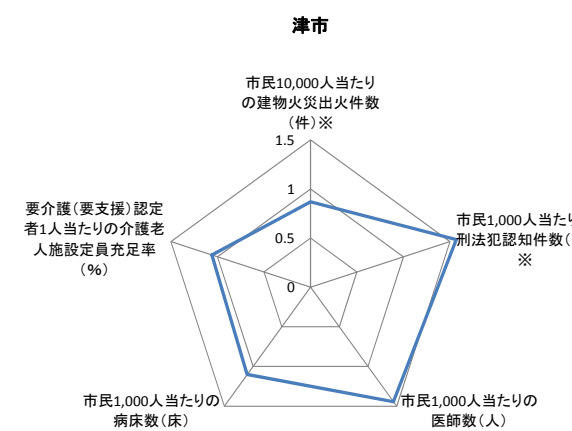 津市
市民10,000人当たり
の建物火災出火件数
（件）※
1.5
1
0.5
0
要介護（要支援）認定
者1人当たりの介護老
人施設定員充足率
（％）
市民1,000人当たり
刑法犯認知件数（
※
市民1,000人当たりの
病床数（床）
市民1,000人当たりの
医師数（人）